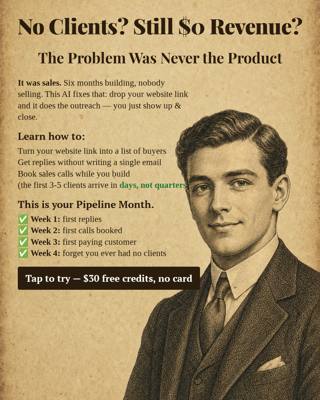 No Clients? Still $0 Revenue?
The Problem Was Never the Product
It was sales. Six months building, nobody
selling. This AI fixes that: drop your website link
and it does the outreach — you just show up &
close.
Learn how to:
Turn your website link into a list of buyers
Get replies without writing a single email
Book sales calls while you build
(the first 3-5 clients arrive in days, not quarters
This is your Pipeline Month.
✅ Week 1: first replies
✅ Week 2: first calls booked
✅ Week 3: first paying customer
✅ Week 4: forget you ever had no clients
Tap to try — $30 free credits, no card